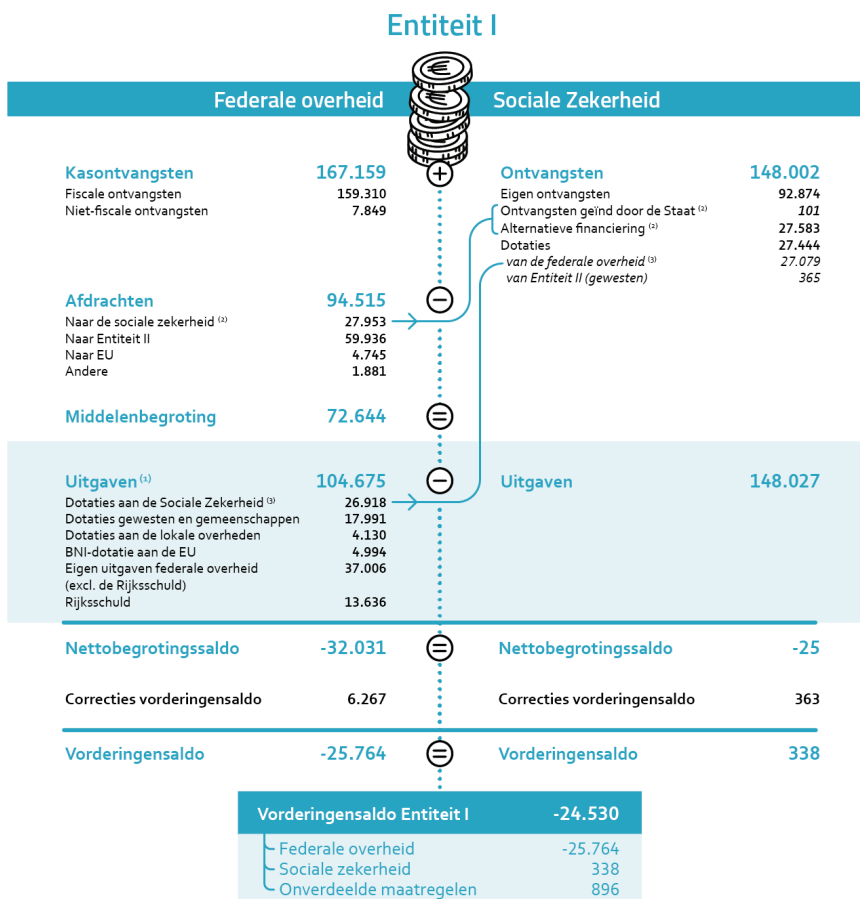 Entiteit I
Federale overheid
Sociale Zekerheid
Kasontvangsten 167.159
Fiscale ontvangsten 159.310
Niet-fiscale ontvangsten 7.849
Ontvangsten 148.002
Eigen ontvangsten 92.874
Ontvangsten geïnd door de Staat (2) 101
Alternatieve financiering (2) 27.583
Dotaties 27.444
van de federale overheid (3) 27.079
van Entiteit II (gewesten) 365
Afdrachten 94.515
Naar de sociale zekerheid (2) 27.953
Naar Entiteit II 59.936
Naar EU 4.745
Andere 1.881
Middelenbegroting 72.644
Uitgaven (1) 104.675
Dotaties aan de Sociale Zekerheid (3) 26.918
Dotaties gewesten en gemeenschappen 17.991
Dotaties aan de lokale overheden 4.130
BNI-dotatie aan de EU 4.994
Eigen uitgaven federale overheid 37.006
(excl. de Rijksschuld)
Rijksschuld 13.636
Uitgaven 148.027
Nettobegrotingssaldo -32.031
Nettobegrotingssaldo -25
Correcties vorderingensaldo 6.267
Correcties vorderingensaldo 363
Vorderingensaldo -25.764
Vorderingensaldo 338
Vorderingensaldo Entiteit I -24.530
Federale overheid -25.764
Sociale zekerheid 338
Onverdeelde maatregelen 896